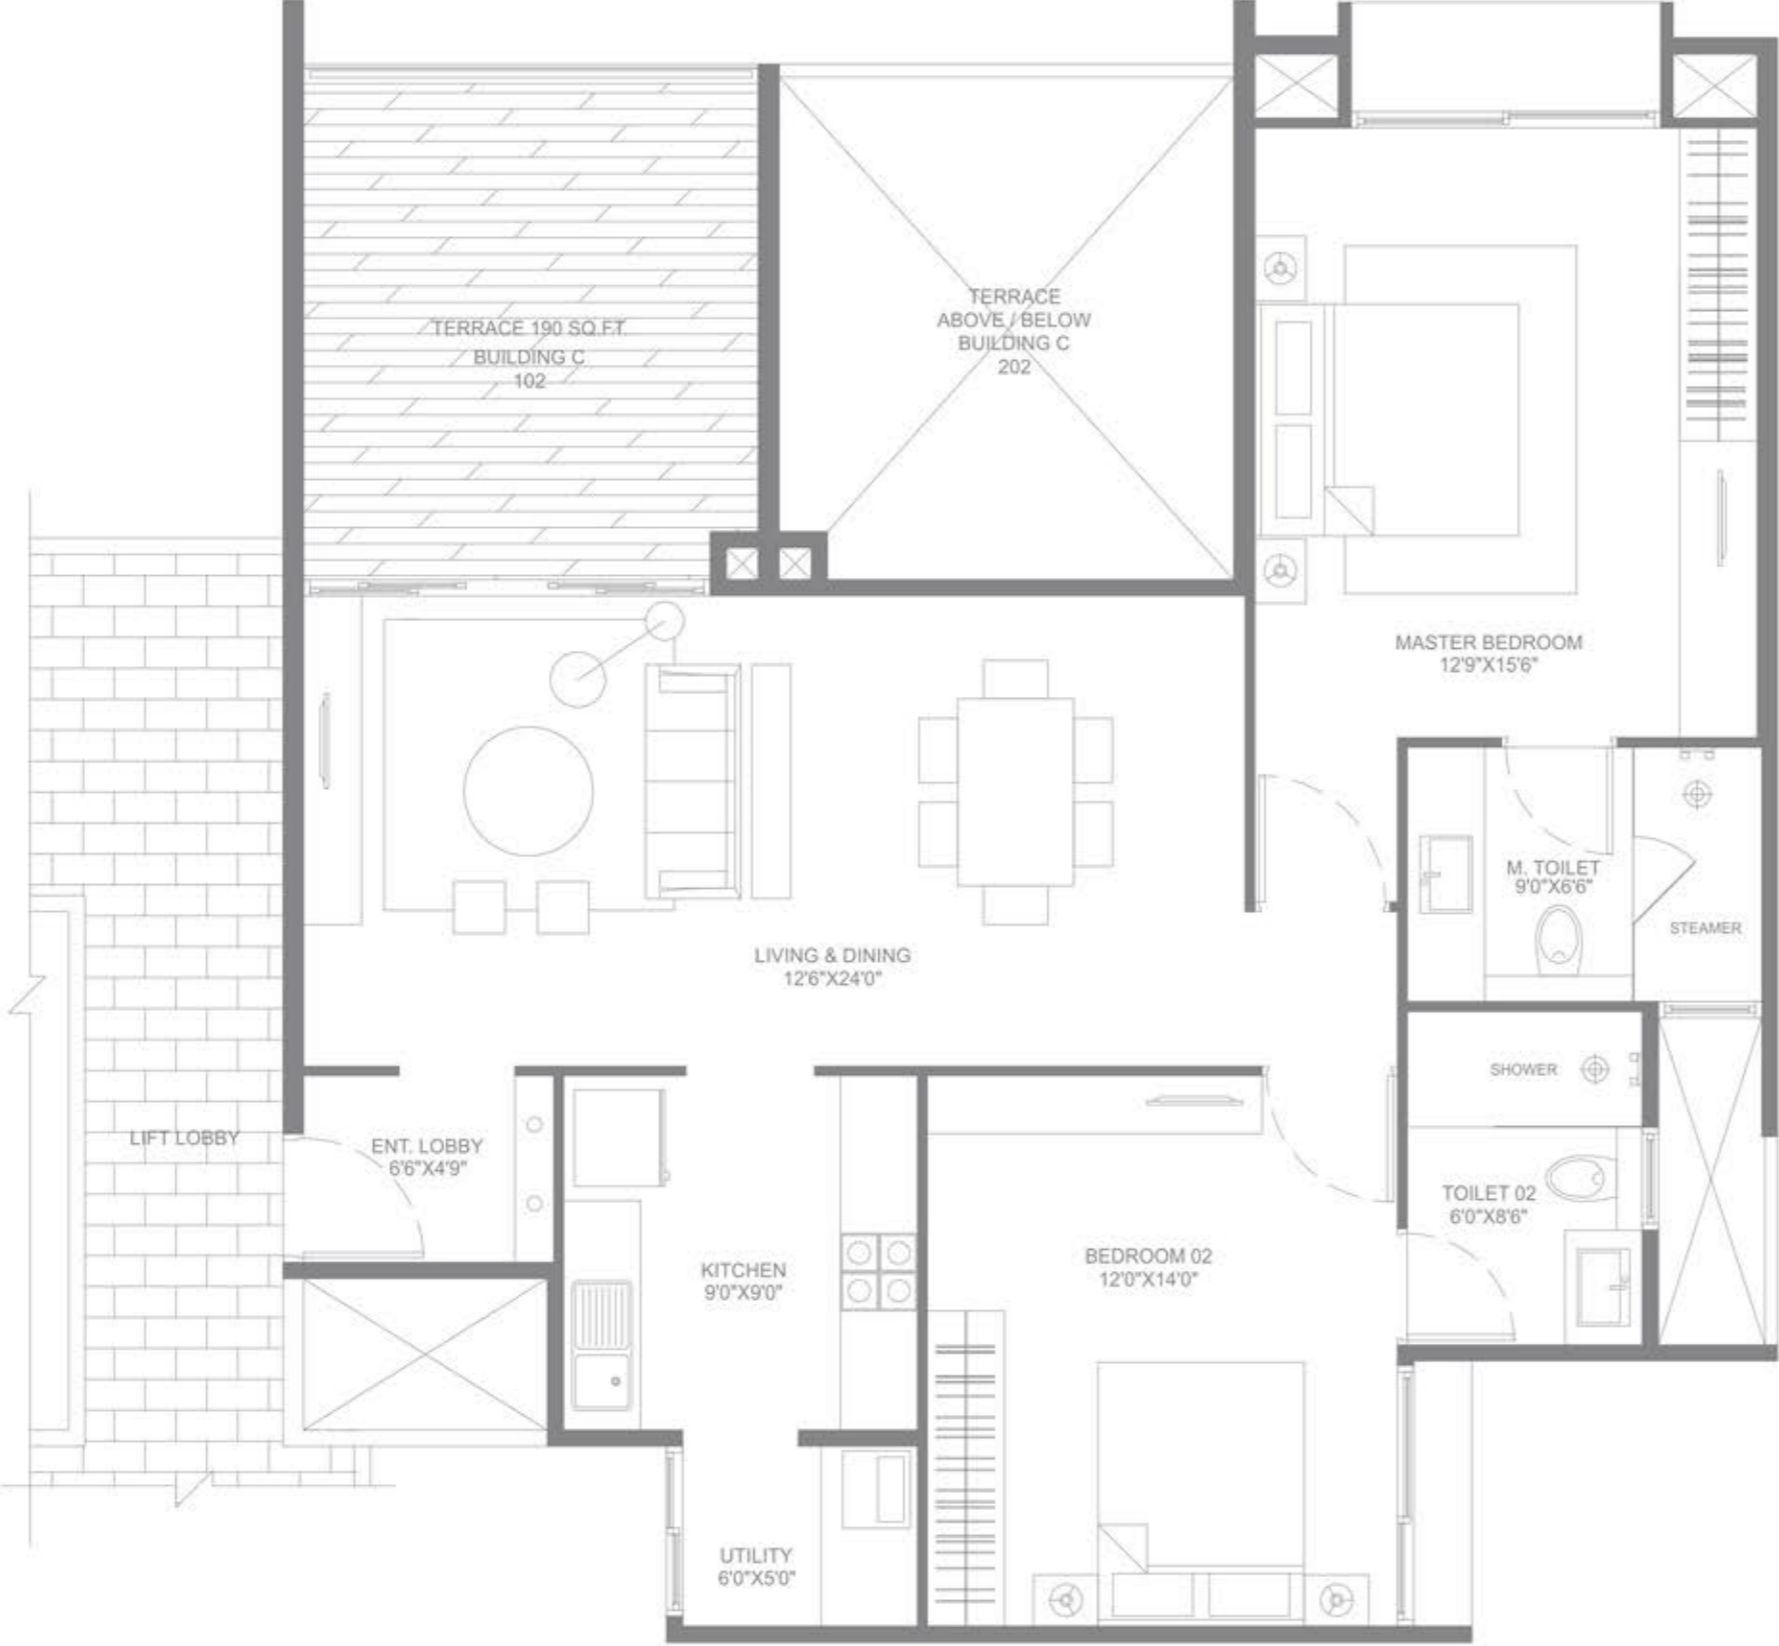 TERRACE 190 SQ.FT.
BUILDING C
102
TERRACE
ABOVE / BELOW
BUILDING C
202
MASTER BEDROOM
12'9"X15'6"
M. TOILET
9'0"X6'6"
STEAMER
LIVING & DINING
12'6"X24'0"
SHOWER
LIFT LOBBY
ENT. LOBBY
6'6"X4'9"
TOILET 02
6'0"X8'6"
KITCHEN
9'0"X9'0"
BEDROOM 02
12'0"X14'0"
UTILITY
6'0"X5'0"